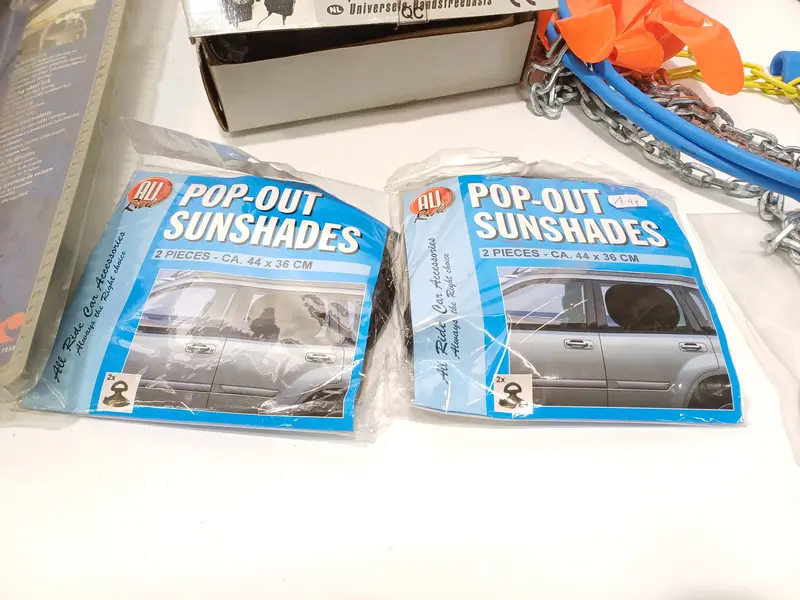 NL Universele Handsfreebasis
QC
ALL
Ride
POP-OUT
SUNSHADES
2 PIECES - CA. 44 x 36 CM
All Ride Car Accessories
Always the Right choice
2x
ALL
Ride
POP-OUT
SUNSHADES
2 PIECES - CA. 44 x 36 CM
All Ride Car Accessories
Always the Right choice
2x